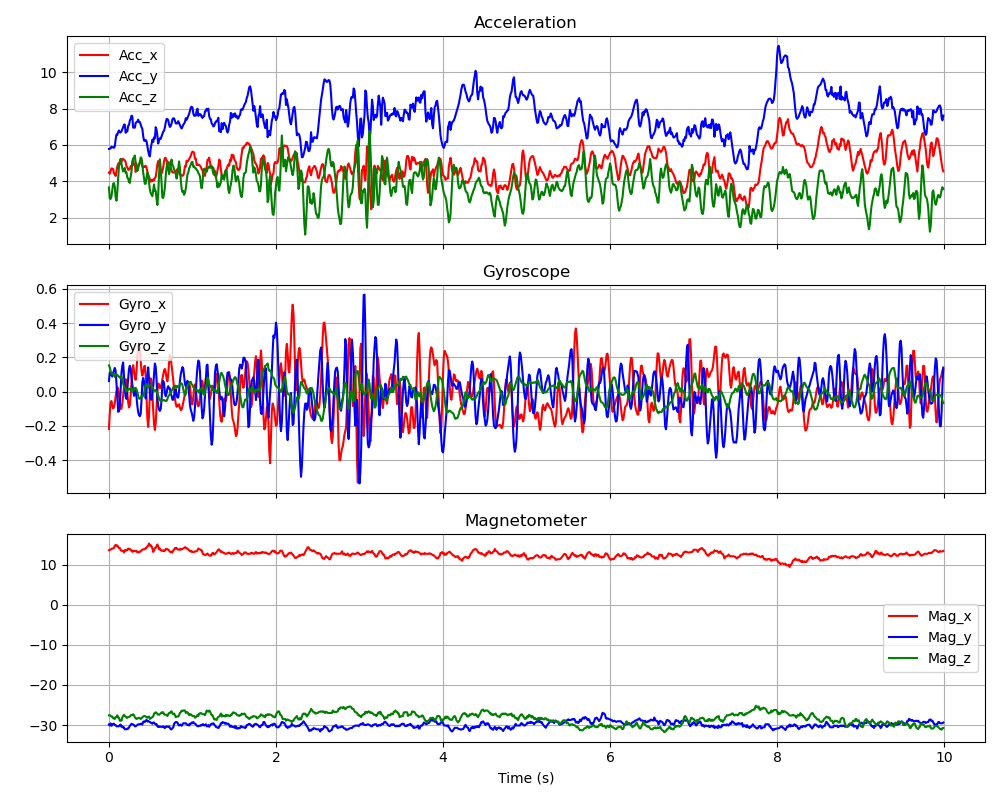 Acceleration
Acc_x
Acc_y
Acc_z
10
8
6
4
2
Gyroscope
Gyro_x
Gyro_y
Gyro_z
0.6
0.4
0.2
0.0
−0.2
−0.4
Magnetometer
Mag_x
Mag_y
Mag_z
10
0
−10
−20
−30
0 2 4 6 8 10
Time (s)